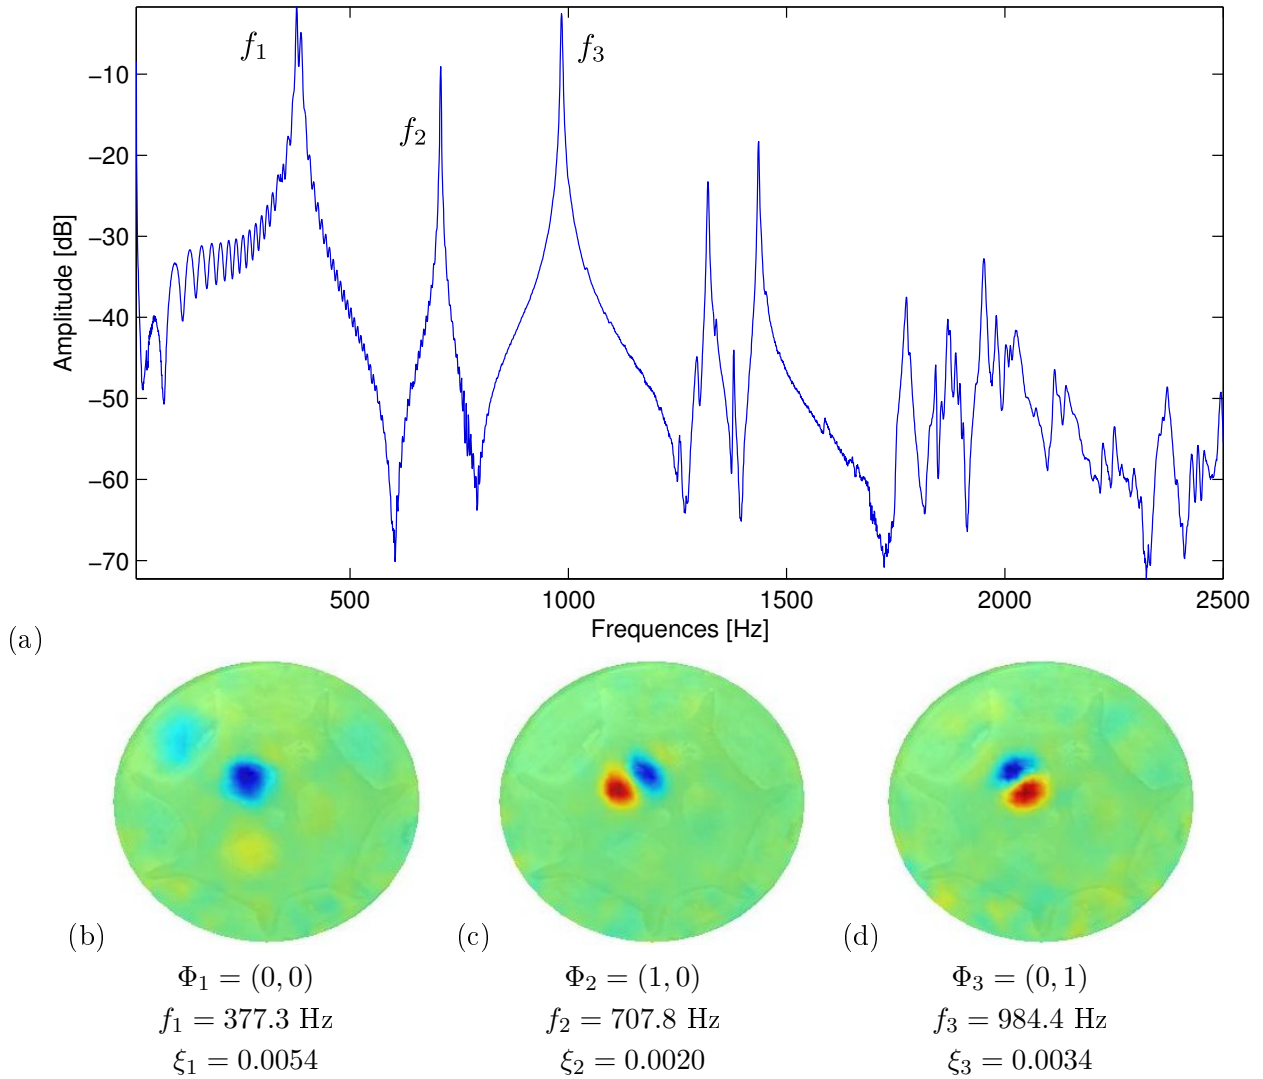 f₁
f₃
f₂
−10
−20
−30
−40
−50
−60
−70
Amplitude [dB]
500 1000 1500 2000 2500
Frequences [Hz]
(a)
(b) (c) (d)
Φ₁ = (0, 0) Φ₂ = (1, 0) Φ₃ = (0, 1)
f₁ = 377.3 Hz f₂ = 707.8 Hz f₃ = 984.4 Hz
ξ₁ = 0.0054 ξ₂ = 0.0020 ξ₃ = 0.0034